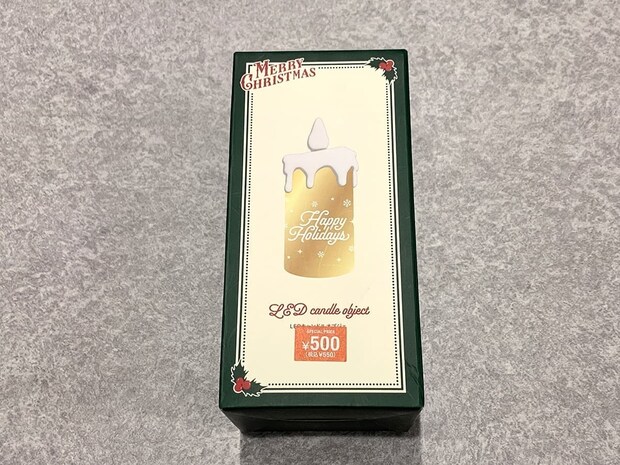 MERRY
CHRISTMAS
Happy
Holidays
LED candle object
SPECIAL PRICE
¥500
(税込¥550)